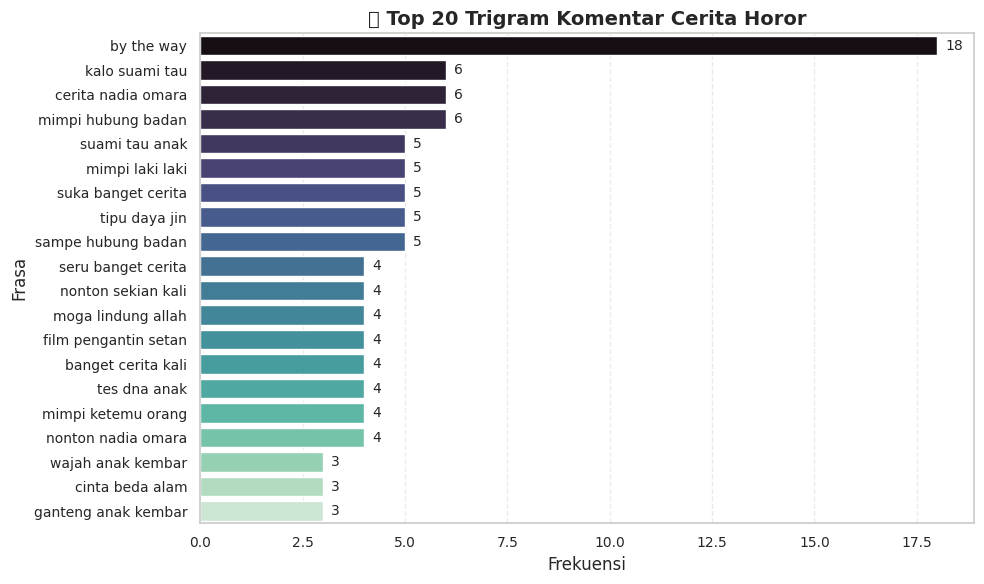 Top 20 Trigram Komentar Cerita Horor
by the way 18
kalo suami tau 6
cerita nadia omara 6
mimpi hubung badan 6
suami tau anak 5
mimpi laki laki 5
suka banget cerita 5
tipu daya jin 5
sampe hubung badan 5
seru banget cerita 4
nonton sekian kali 4
moga lindung allah 4
film pengantin setan 4
banget cerita kali 4
tes dna anak 4
mimpi ketemu orang 4
nonton nadia omara 4
wajah anak kembar 3
cinta beda alam 3
ganteng anak kembar 3
Frasa
0.0 2.5 5.0 7.5 10.0 12.5 15.0 17.5
Frekuensi